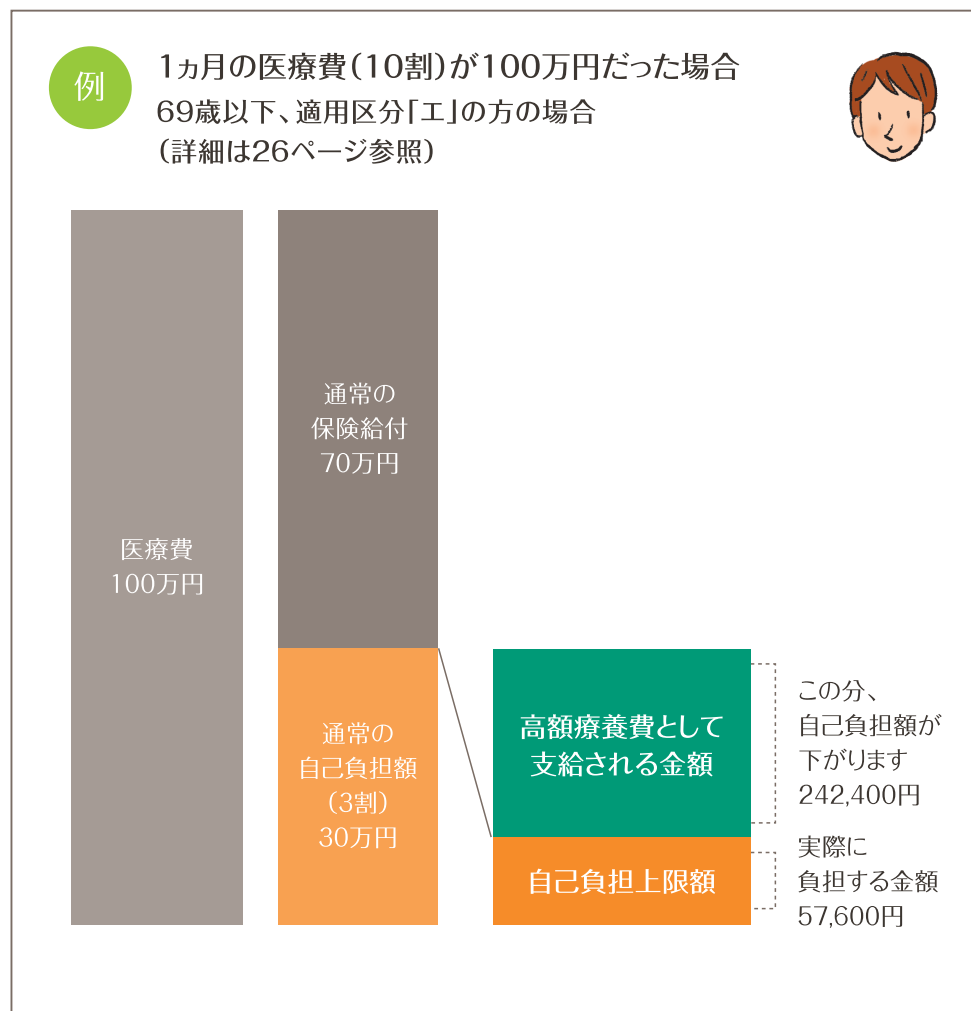 例
1ヵ月の医療費（10割）が100万円だった場合
69歳以下、適用区分「エ」の方の場合
（詳細は26ページ参照）
通常の
保険給付
70万円
医療費
100万円
通常の
自己負担額
（3割）
30万円
高額療養費として
支給される金額
この分、
自己負担額が
下がります
242,400円
自己負担上限額
実際に
負担する金額
57,600円